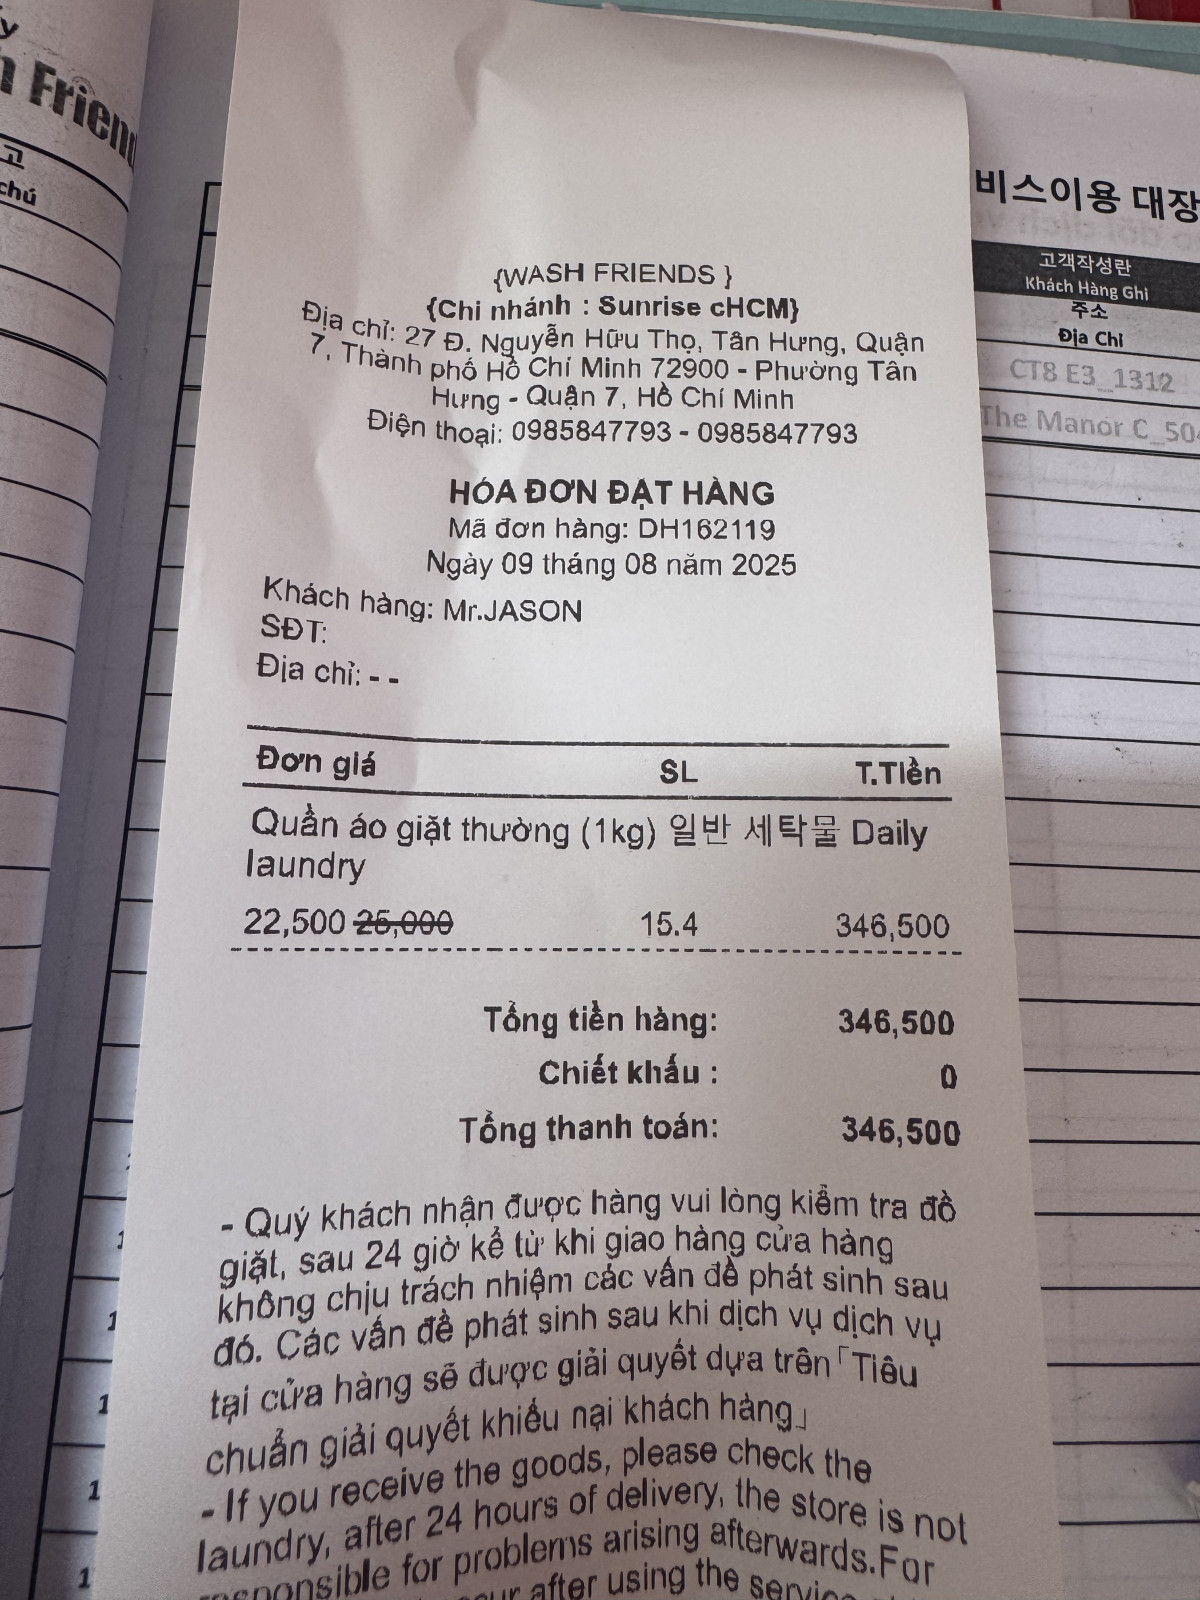 Frien
고
chú
비스이용 대장
고객작성란
Khách Hàng Ghi
주소
Địa Chỉ
CT8 E3_1312
The Manor C_50
{WASH FRIENDS }
{Chi nhánh : Sunrise cHCM}
Địa chỉ: 27 Đ. Nguyễn Hữu Thọ, Tân Hưng, Quận
7, Thành phố Hồ Chí Minh 72900 - Phường Tân
Hưng - Quận 7, Hồ Chí Minh
Điện thoại: 0985847793 - 0985847793
HÓA ĐƠN ĐẶT HÀNG
Mã đơn hàng: DH162119
Ngày 09 tháng 08 năm 2025
Khách hàng: Mr.JASON
SĐT:
Địa chỉ: - -
Đơn giá SL T.Tiền
Quần áo giặt thường (1kg) 일반 세탁물 Daily
laundry
22,500 25,000 15.4 346,500
Tổng tiền hàng: 346,500
Chiết khấu : 0
Tổng thanh toán: 346,500
- Quý khách nhận được hàng vui lòng kiểm tra đồ
giặt, sau 24 giờ kể từ khi giao hàng cửa hàng
không chịu trách nhiệm các vấn đề phát sinh sau
đó. Các vấn đề phát sinh sau khi dịch vụ dịch vụ
tại cửa hàng sẽ được giải quyết dựa trên「Tiêu
chuẩn giải quyết khiếu nại khách hàng」
- If you receive the goods, please check the
laundry, after 24 hours of delivery, the store is not
responsible for problems arising afterwards.For
after using the service